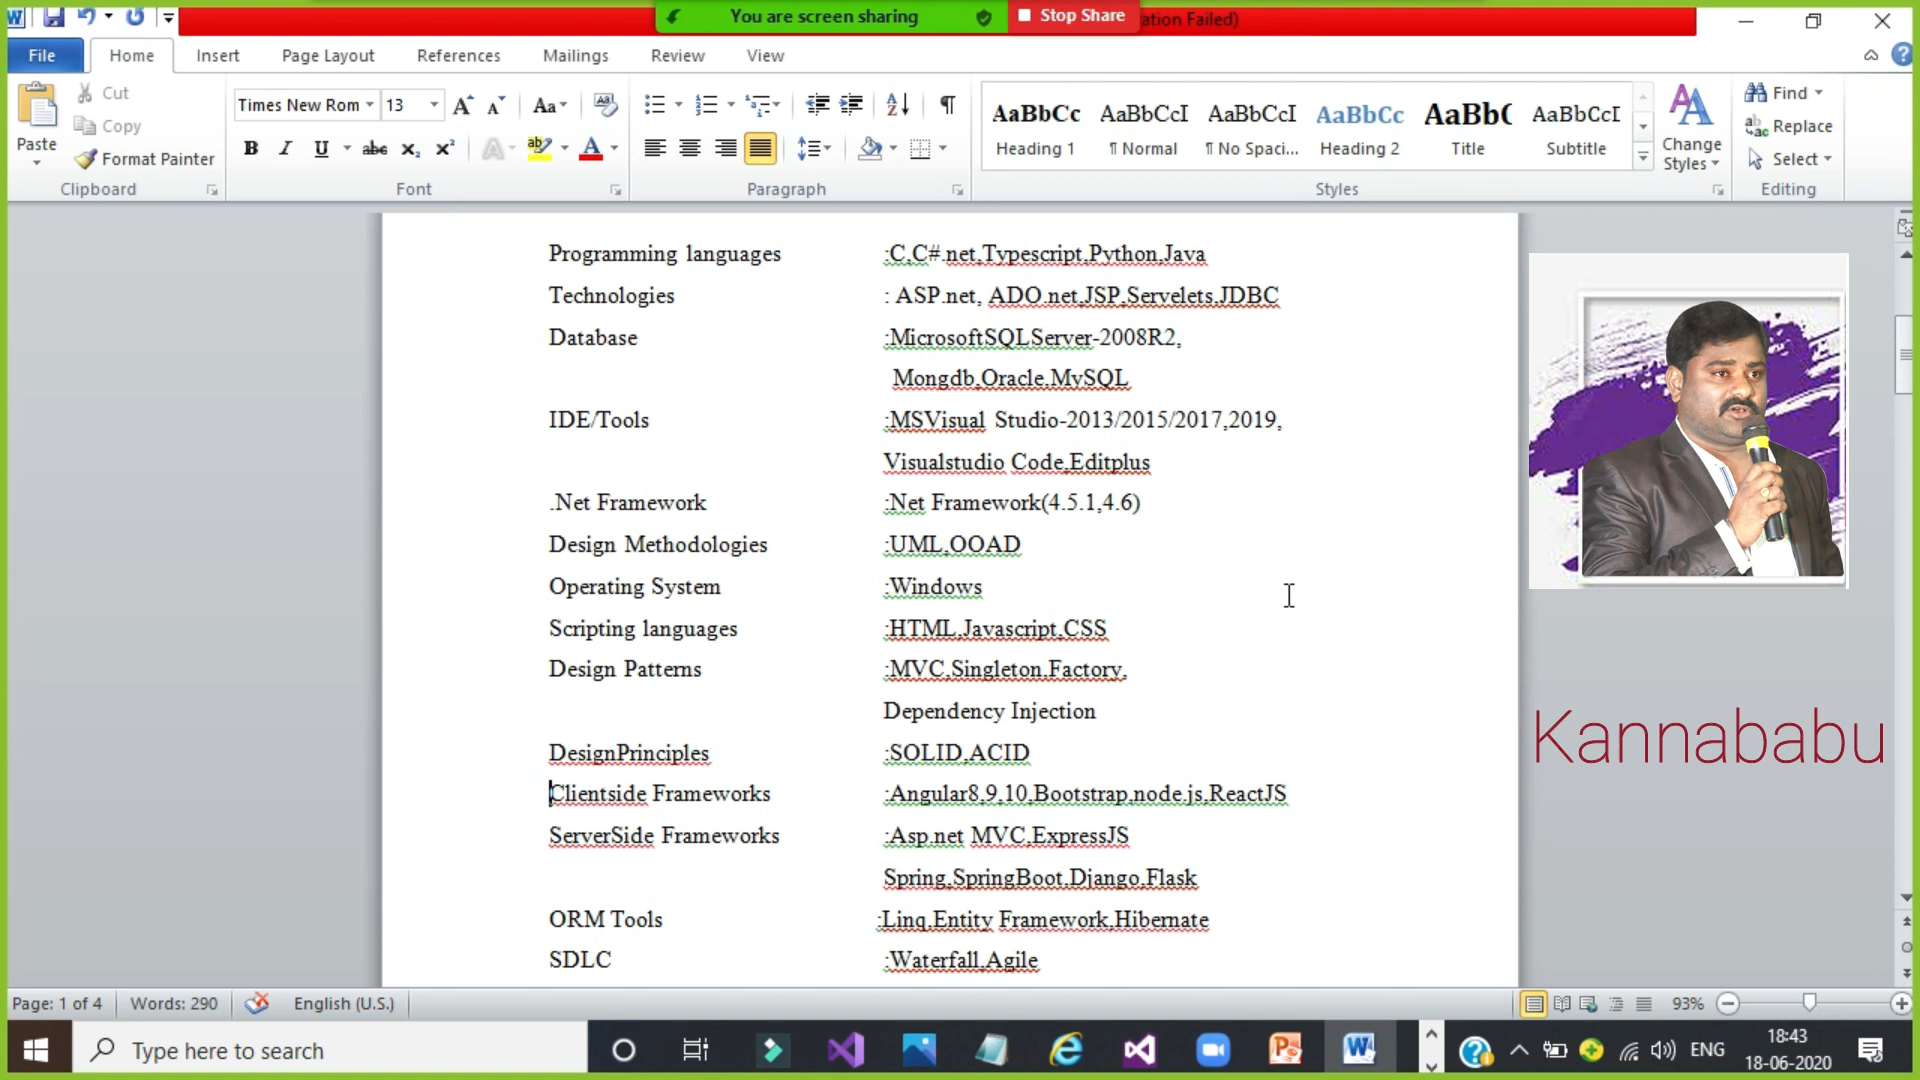 You are screen sharing
Stop Share
ation Failed)
File Home Insert Page Layout References Mailings Review View
Cut
Copy
Format Painter
Paste
Clipboard
Times New Rom 13
Font
Paragraph
AaBbCc AaBbCcI AaBbCcI AaBbCc AaBb( AaBbCcI
Heading 1 ¶ Normal ¶ No Spaci... Heading 2 Title Subtitle
Styles
Change
Styles
Find
Replace
Select
Editing
Programming languages :C,C#.net,Typescript,Python,Java
Technologies : ASP.net, ADO.net,JSP,Servelets,JDBC
Database :MicrosoftSQLServer-2008R2,
Mongdb,Oracle,MySQL
IDE/Tools :MSVisual Studio-2013/2015/2017,2019,
Visualstudio Code,Editplus
.Net Framework :Net Framework(4.5.1,4.6)
Design Methodologies :UML,OOAD
Operating System :Windows
Scripting languages :HTML,Javascript,CSS
Design Patterns :MVC,Singleton,Factory,
Dependency Injection
DesignPrinciples :SOLID,ACID
Clientside Frameworks :Angular8,9,10,Bootstrap,node.js,ReactJS
ServerSide Frameworks :Asp.net MVC,ExpressJS
Spring,SpringBoot,Django,Flask
ORM Tools :Linq,Entity Framework,Hibernate
SDLC :Waterfall,Agile
Kannababu
Page: 1 of 4 Words: 290 English (U.S.) 93%
Type here to search
ENG
18:43
18-06-2020